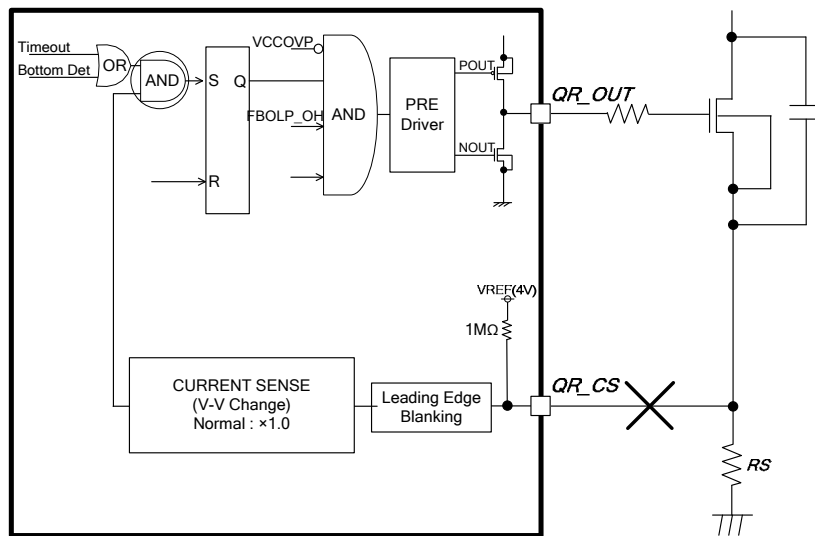 Timeout
Bottom Det
OR
AND
S
Q
R
VCCOVP
FBOLP_OH
AND
PRE
Driver
POUT
NOUT
QR_OUT
VREF(4V)
1MΩ
CURRENT SENSE
(V-V Change)
Normal : ×1.0
Leading Edge
Blanking
QR_CS
RS